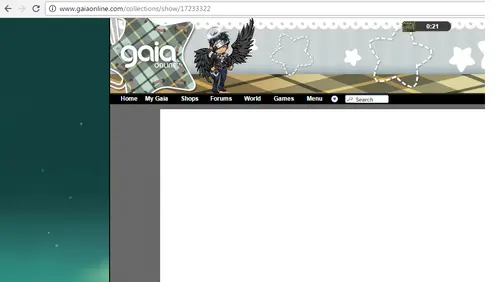 www.gaiaonline.com/collections/show/17233322
0:21
gaia
ONLINE
Home My Gaia Shops Forums World Games Menu Search